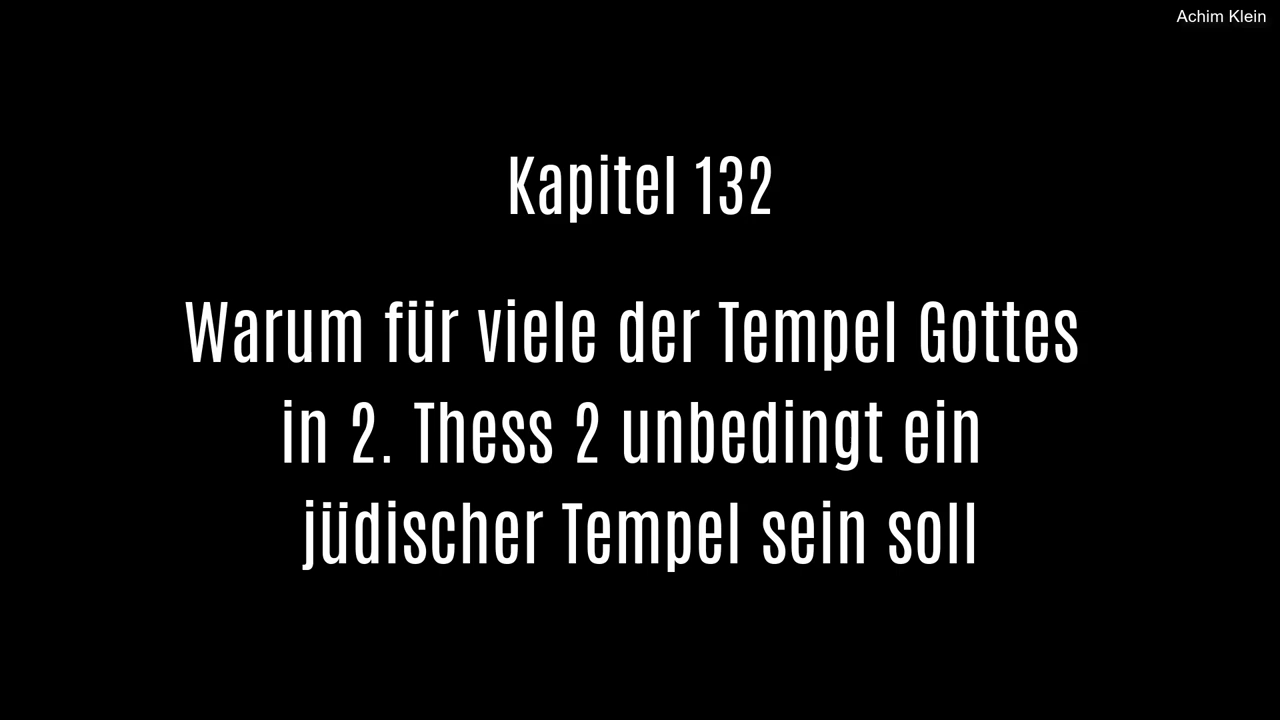 Achim Klein
Kapitel 132
Warum für viele der Tempel Gottes
in 2. Thess 2 unbedingt ein
jüdischer Tempel sein soll